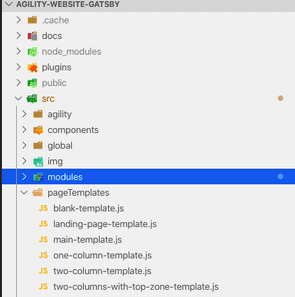 AGILITY-WEBSITE-GATSBY
.cache
docs
node_modules
plugins
public
src
agility
components
global
img
modules
pageTemplates
JS blank-template.js
JS landing-page-template.js
JS main-template.js
JS one-column-template.js
JS two-column-template.js
JS two-columns-with-top-zone-template.js